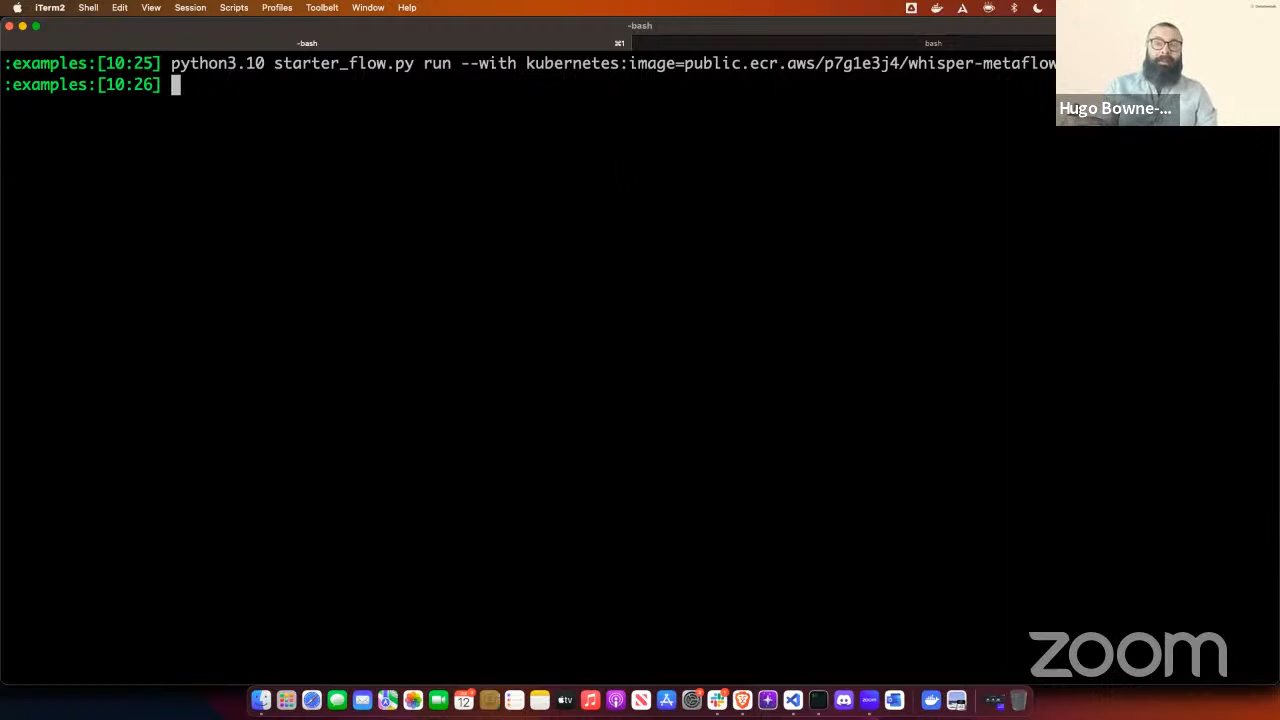 iTerm2 Shell Edit View Session Scripts Profiles Toolbelt Window Help
-bash
-bash ⌘1 bash
:examples:[10:25] python3.10 starter_flow.py run --with kubernetes:image=public.ecr.aws/p7g1e3j4/whisper-metaflow
:examples:[10:26]
Hugo Bowne-...
zoom